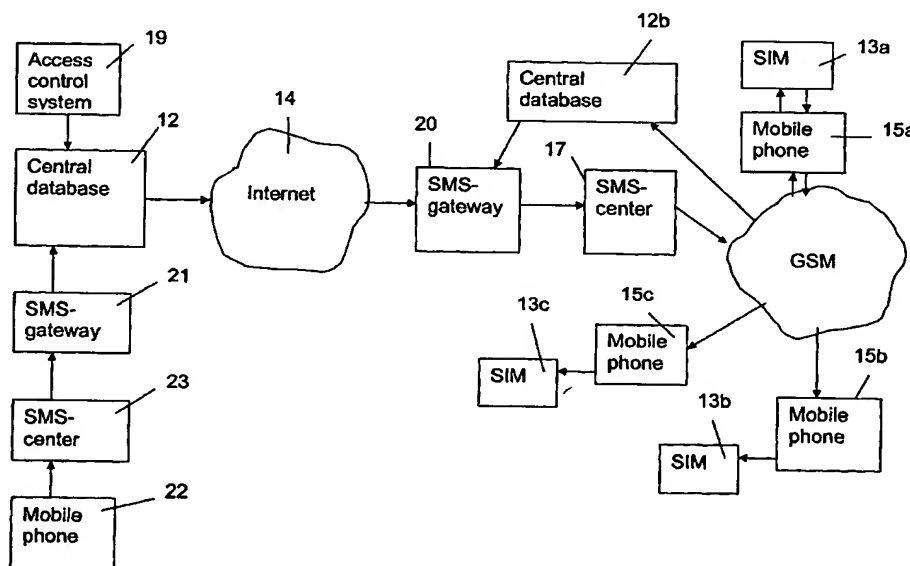 19
Access
control
system
12
Central
database
14
Internet
21
SMS-
gateway
23
SMS-
center
22
Mobile
phone
12b
Central
database
20
SMS-
gateway
17
SMS-
center
13a
SIM
15a
Mobile
phone
GSM
15c
Mobile
phone
13c
SIM
15b
Mobile
phone
13b
SIM